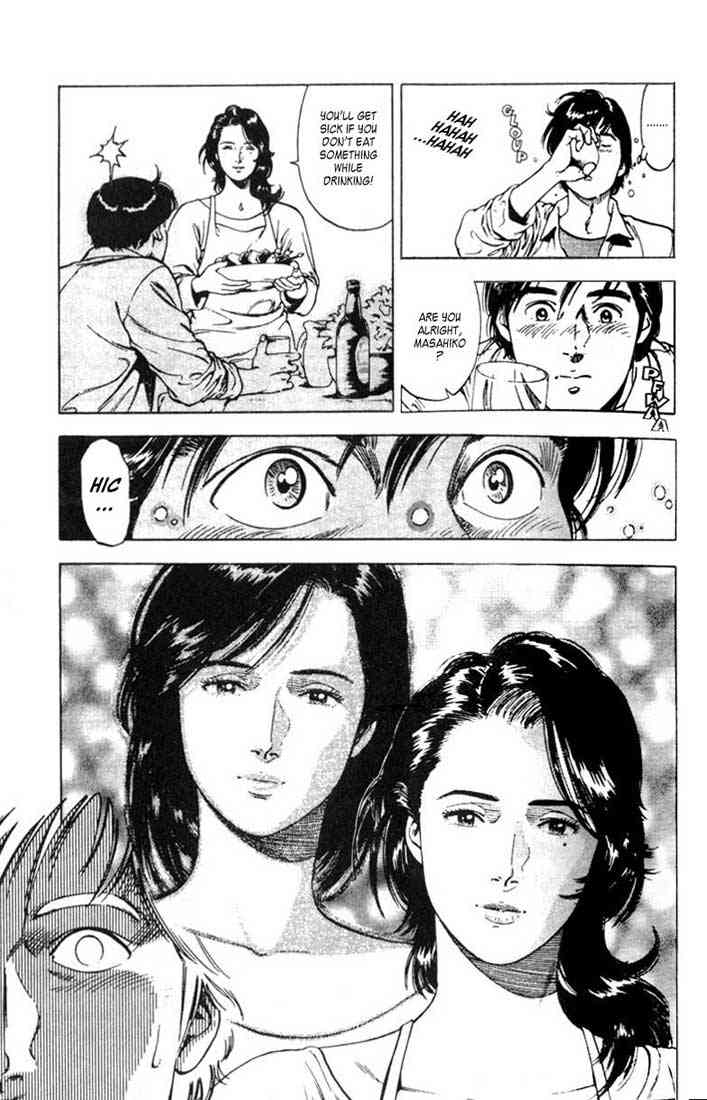 ........
GLOUP
HAH
HAHAH
...HAHAH
ARE YOU
ALRIGHT,
MASAHIKO
?
YOU'LL GET
SICK IF YOU
DON'T EAT
SOMETHING
WHILE
DRINKING!
HIC
...